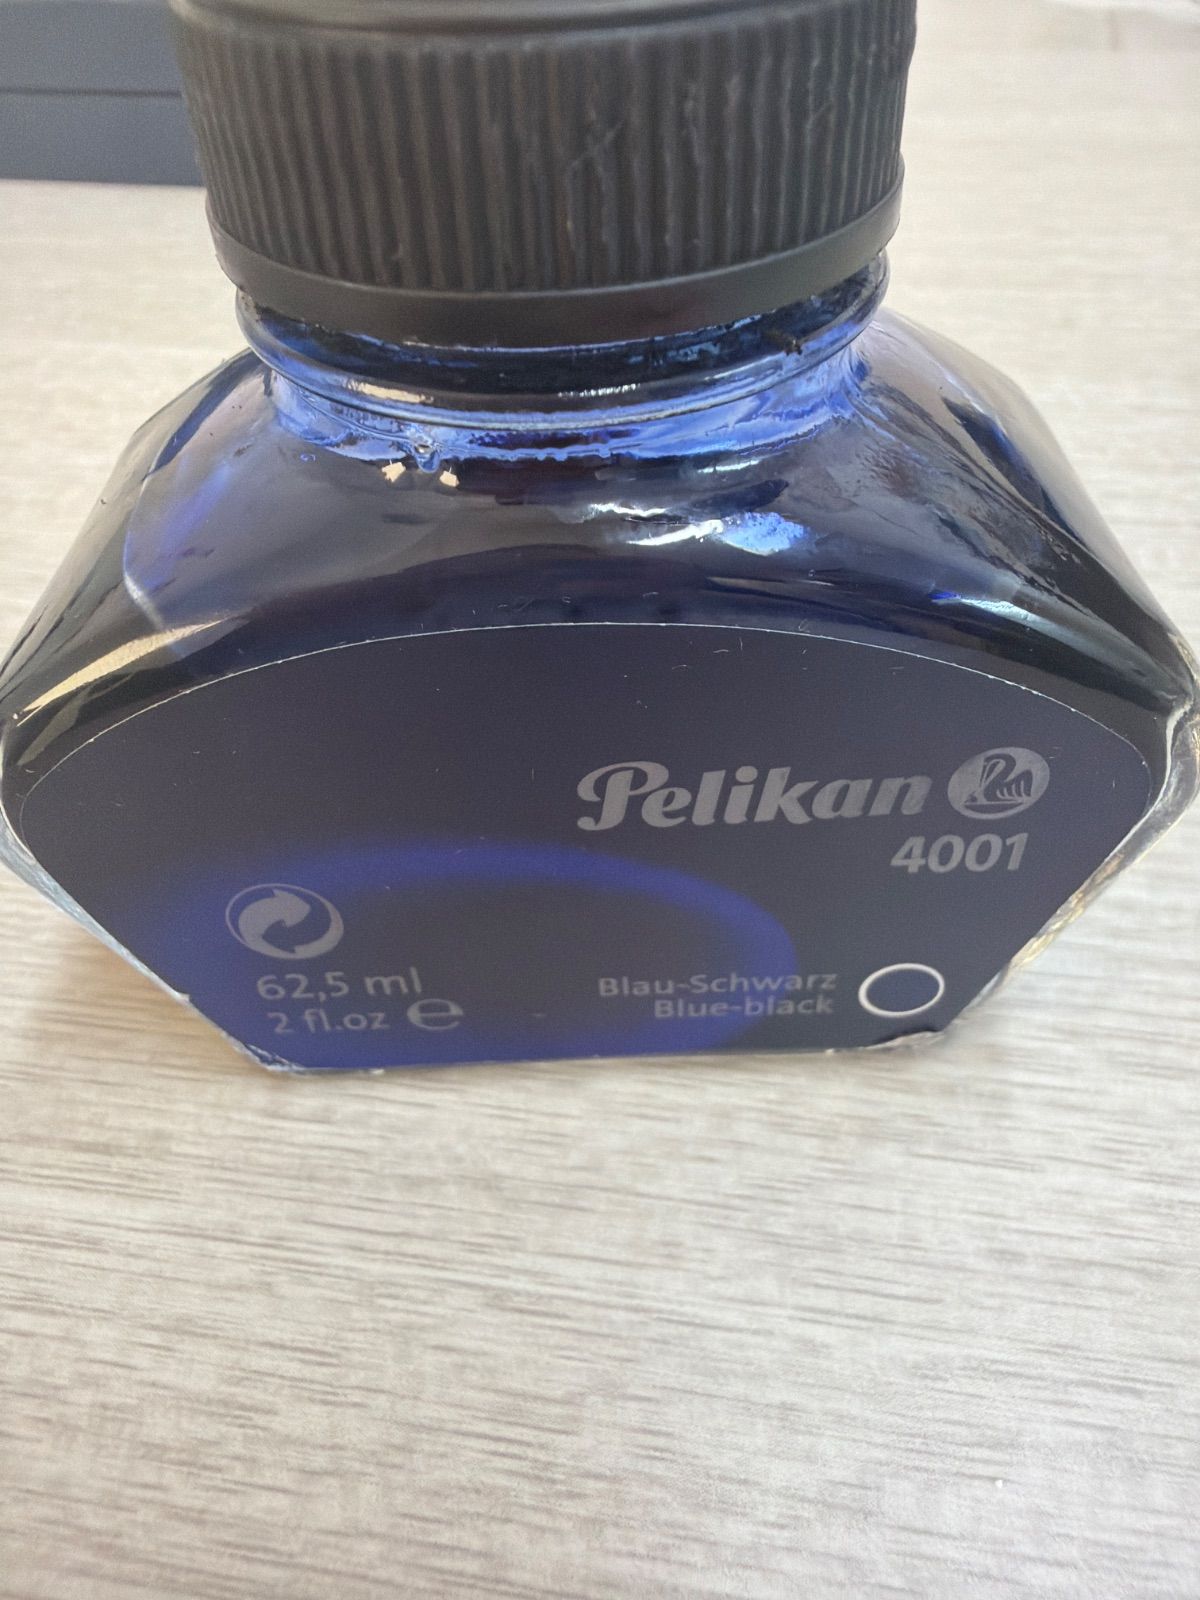 Pelikan
4001
62,5 ml
2 fl.oz ℮
Blau-Schwarz
Blue-black